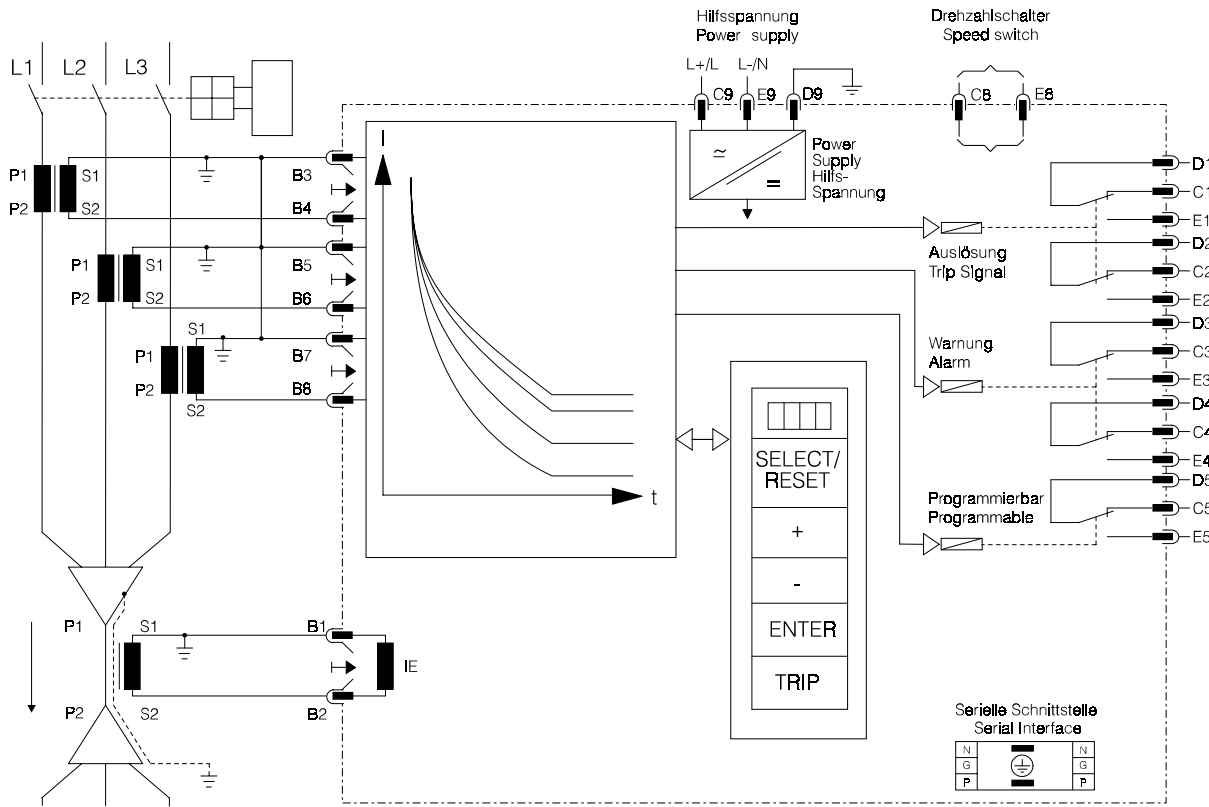 Hilfsspannung
Power supply
Drehzahlschalter
Speed switch
L1 L2 L3
L+/L L-/N
C9 E9 D9
C8 E8
I
Power
Supply
Hilfs-
Spannung
≃
=
P1 S1
P2 S2
B3
B4
P1 S1
P2 S2
B5
B6
S1
P1
P2
S2
B7
B8
D1
C1
E1
D2
C2
E2
D3
C3
E3
D4
C4
E4
D5
C5
E5
Auslösung
Trip Signal
Warnung
Alarm
Programmierbar
Programmable
t
SELECT/
RESET
+
-
ENTER
TRIP
P1 S1 B1
IE
P2 S2 B2
Serielle Schnittstelle
Serial Interface
N N
G G
P P